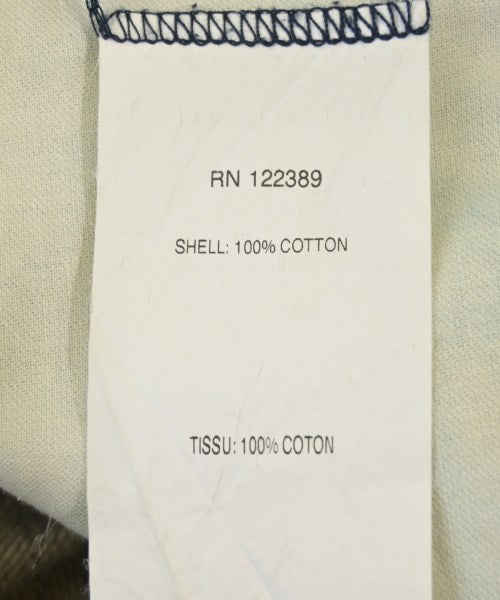 RN 122389
SHELL: 100% COTTON
TISSU: 100% COTON